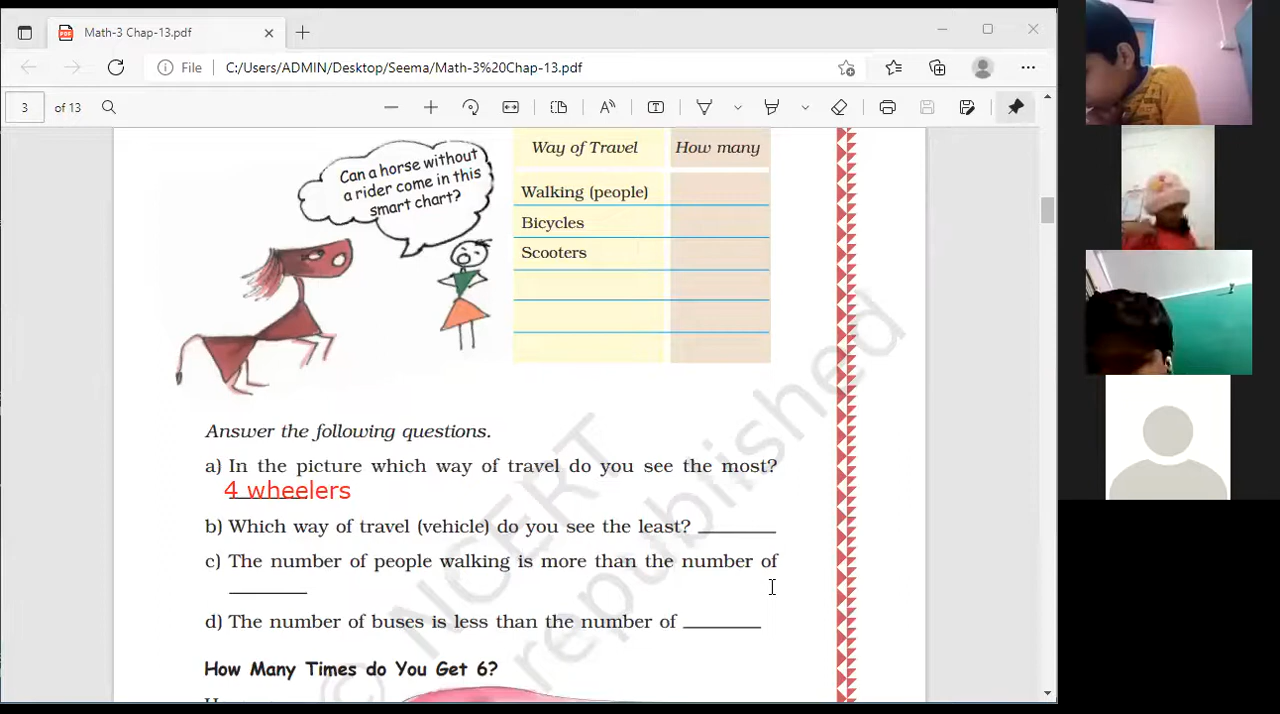 Math-3 Chap-13.pdf
File C:/Users/ADMIN/Desktop/Seema/Math-3%20Chap-13.pdf
3 of 13
Can a horse without
a rider come in this
smart chart?
Way of Travel How many
Walking (people)
Bicycles
Scooters
Answer the following questions.
a) In the picture which way of travel do you see the most?
4 wheelers
b) Which way of travel (vehicle) do you see the least?
c) The number of people walking is more than the number of
d) The number of buses is less than the number of
How Many Times do You Get 6?
© NCERT
republished